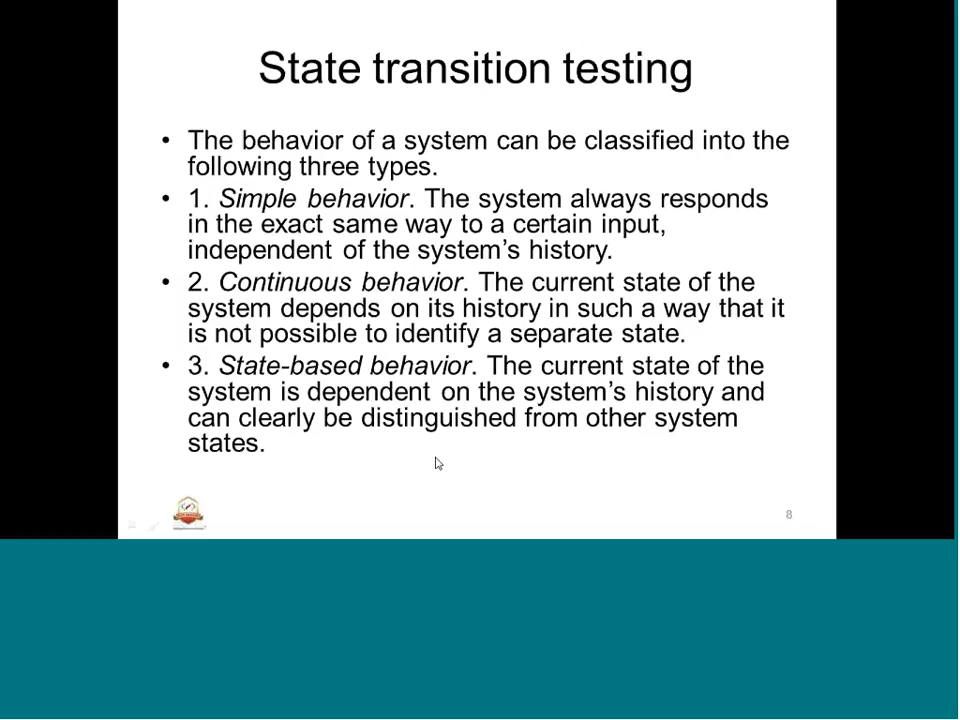 State transition testing
• The behavior of a system can be classified into the
following three types.
• 1. Simple behavior. The system always responds
in the exact same way to a certain input,
independent of the system’s history.
• 2. Continuous behavior. The current state of the
system depends on its history in such a way that it
is not possible to identify a separate state.
• 3. State-based behavior. The current state of the
system is dependent on the system’s history and
can clearly be distinguished from other system
states.
8